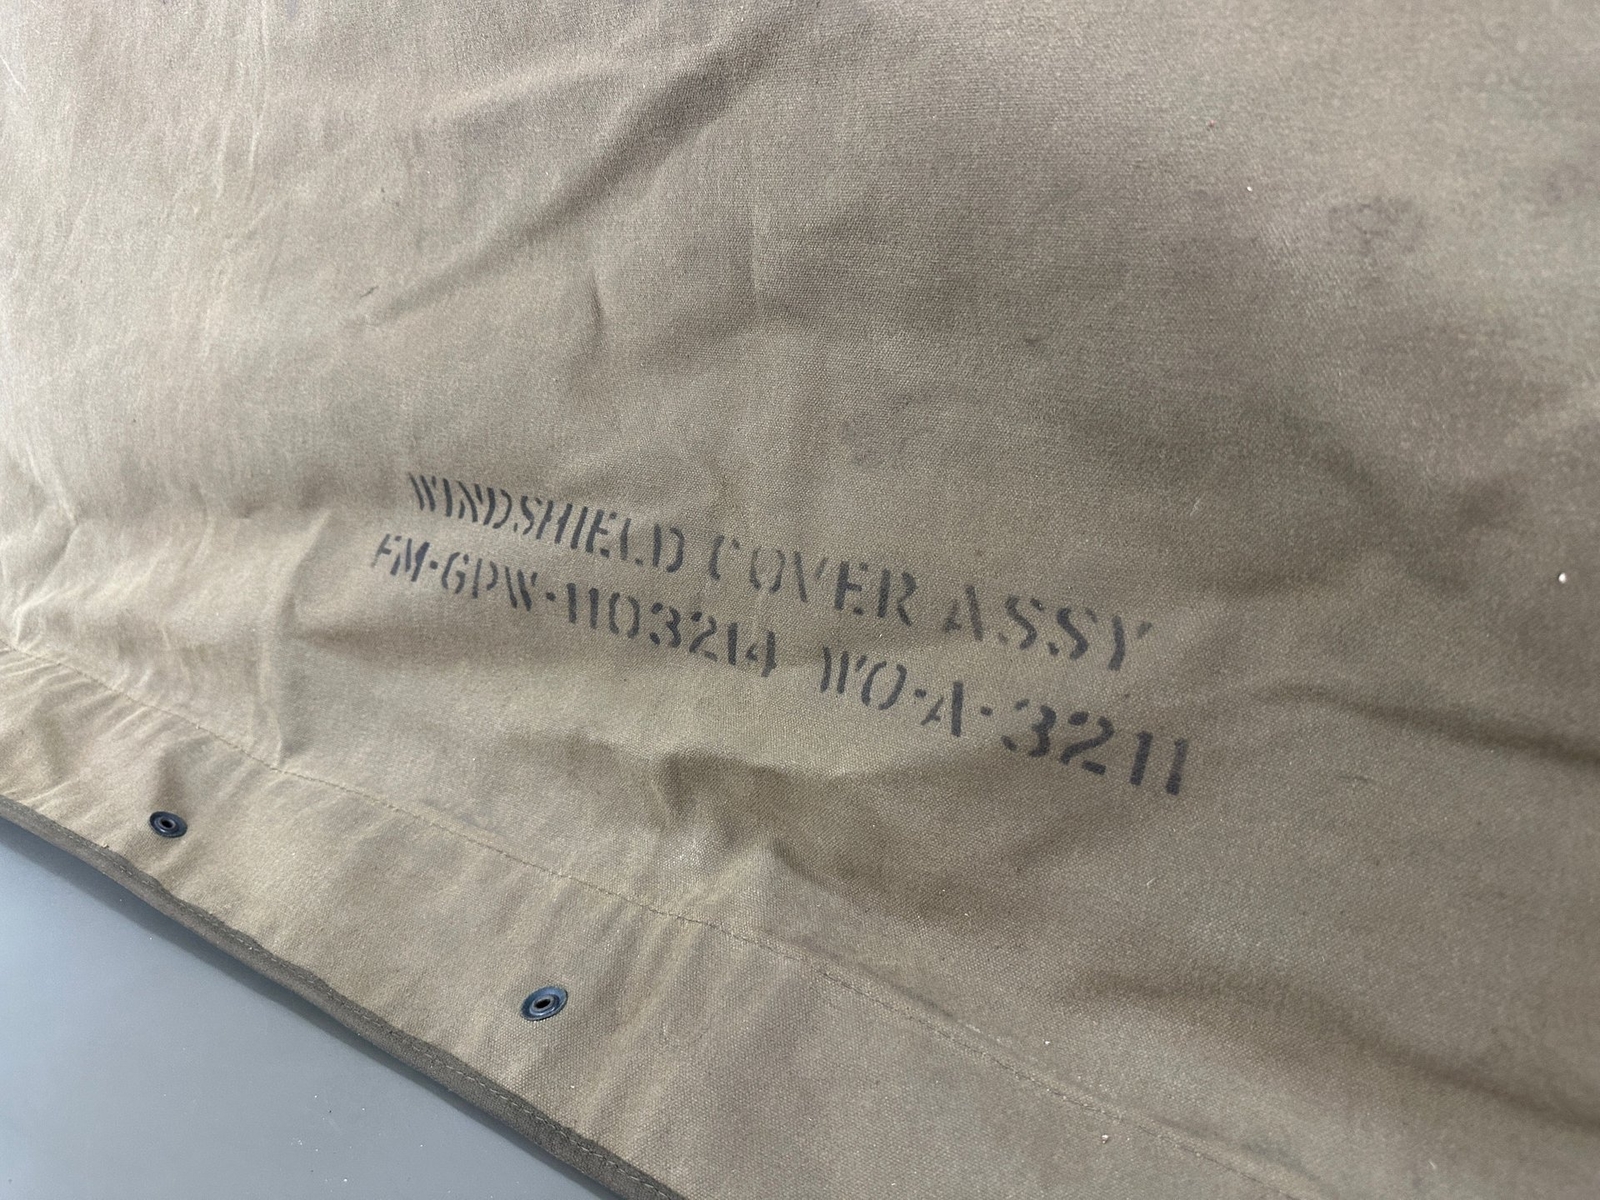 WINDSHIELD COVER ASSY
FM-GPW-1103214 WO-A-3211